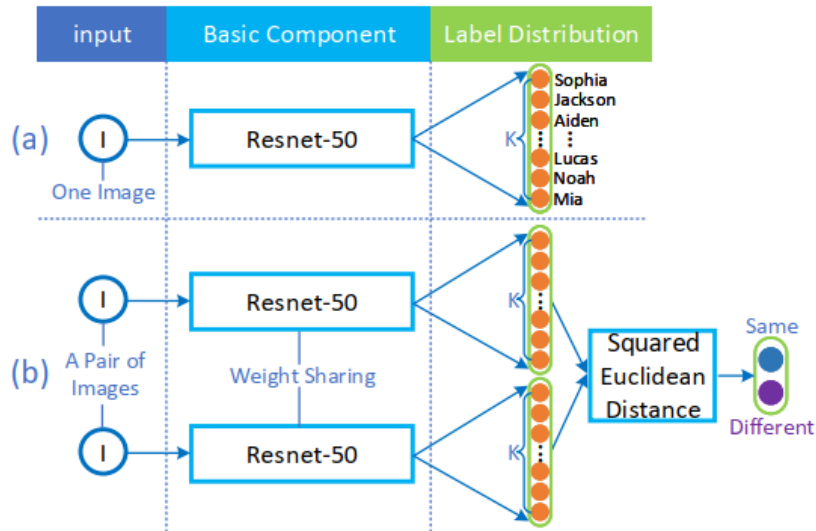 input
Basic Component
Label Distribution
(a)
I
One Image
Resnet-50
K
Sophia
Jackson
Aiden
Lucas
Noah
Mia
(b)
I
A Pair of
Images
I
Resnet-50
Weight Sharing
Resnet-50
K
K
Squared
Euclidean
Distance
Same
Different